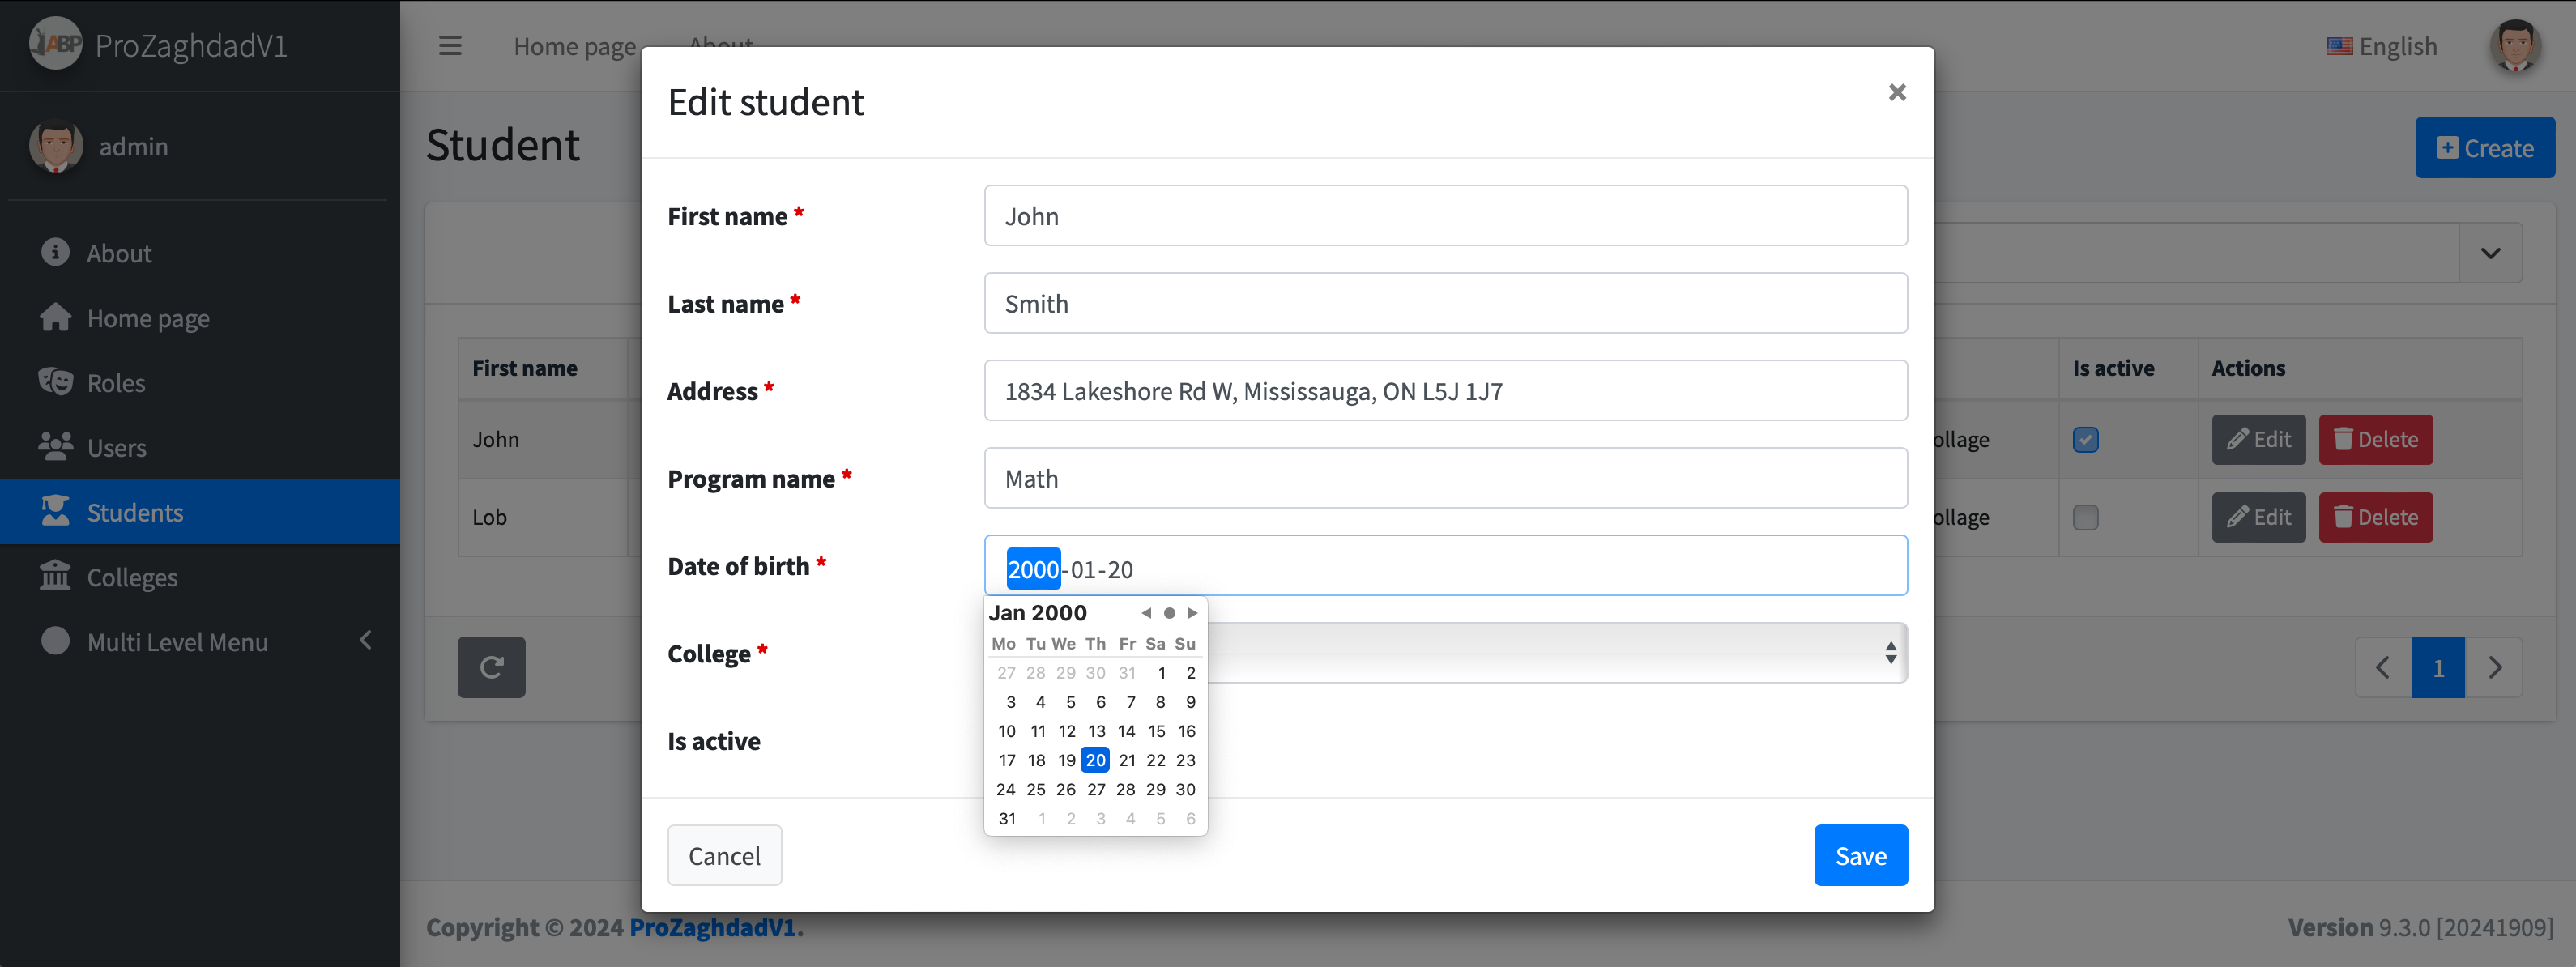 ABP ProZaghdadV1
Home page About
English
admin
About
Home page
Roles
Users
Students
Colleges
Multi Level Menu
Student
Create
First name
Is active Actions
John
ollage
Edit Delete
Lob
ollage
Edit Delete
1
Edit student
×
First name *
John
Last name *
Smith
Address *
1834 Lakeshore Rd W, Mississauga, ON L5J 1J7
Program name *
Math
Date of birth *
2000-01-20
Jan 2000
Mo Tu We Th Fr Sa Su
27 28 29 30 31 1 2
3 4 5 6 7 8 9
10 11 12 13 14 15 16
17 18 19 20 21 22 23
24 25 26 27 28 29 30
31 1 2 3 4 5 6
College *
Is active
Cancel
Save
Copyright © 2024 ProZaghdadV1.
Version 9.3.0 [20241909]